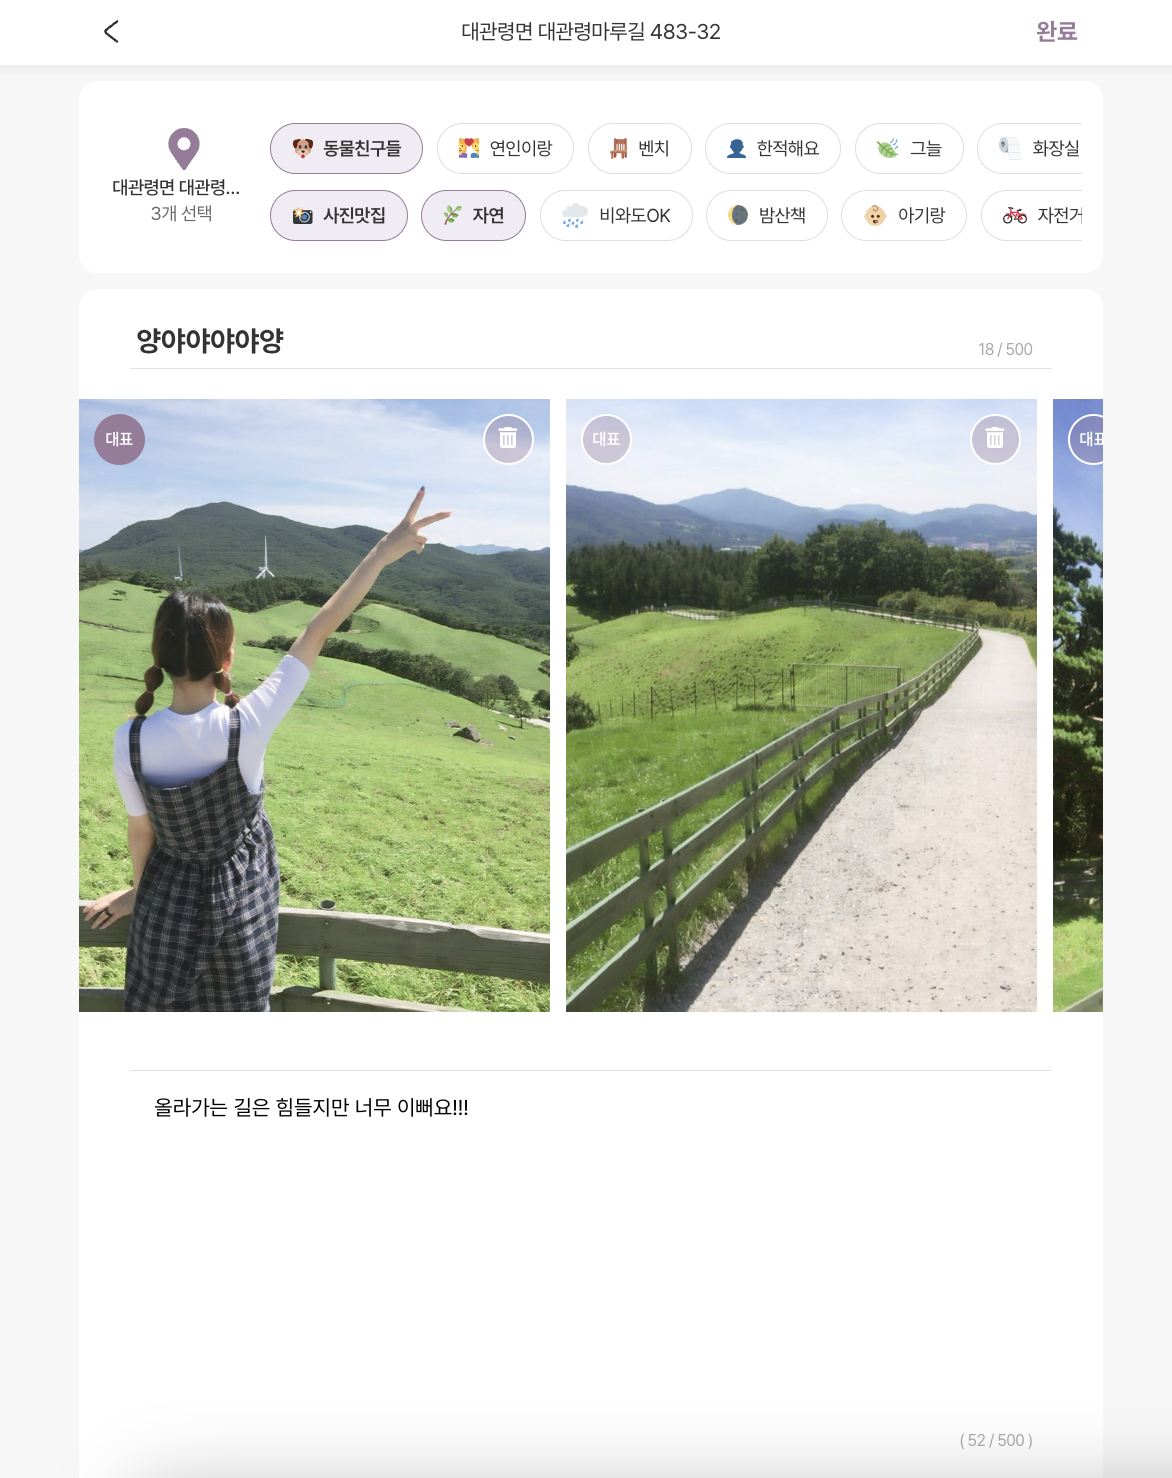 대관령면 대관령마루길 483-32
완료
대관령면 대관령...
3개 선택
동물친구들
연인이랑
벤치
한적해요
그늘
화장실
사진맛집
자연
비와도OK
밤산책
아기랑
자전거
양야야야야양
18 / 500
대표
대표
대표
올라가는 길은 힘들지만 너무 이뻐요!!!
( 52 / 500 )